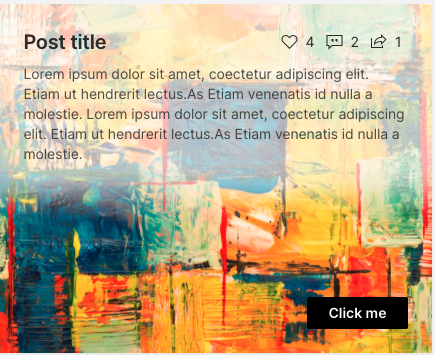 Post title 4 2 1
Lorem ipsum dolor sit amet, coectetur adipiscing elit.
Etiam ut hendrerit lectus.As Etiam venenatis id nulla a
molestie. Lorem ipsum dolor sit amet, coectetur adipiscing
elit. Etiam ut hendrerit lectus.As Etiam venenatis id nulla a
molestie.
Click me